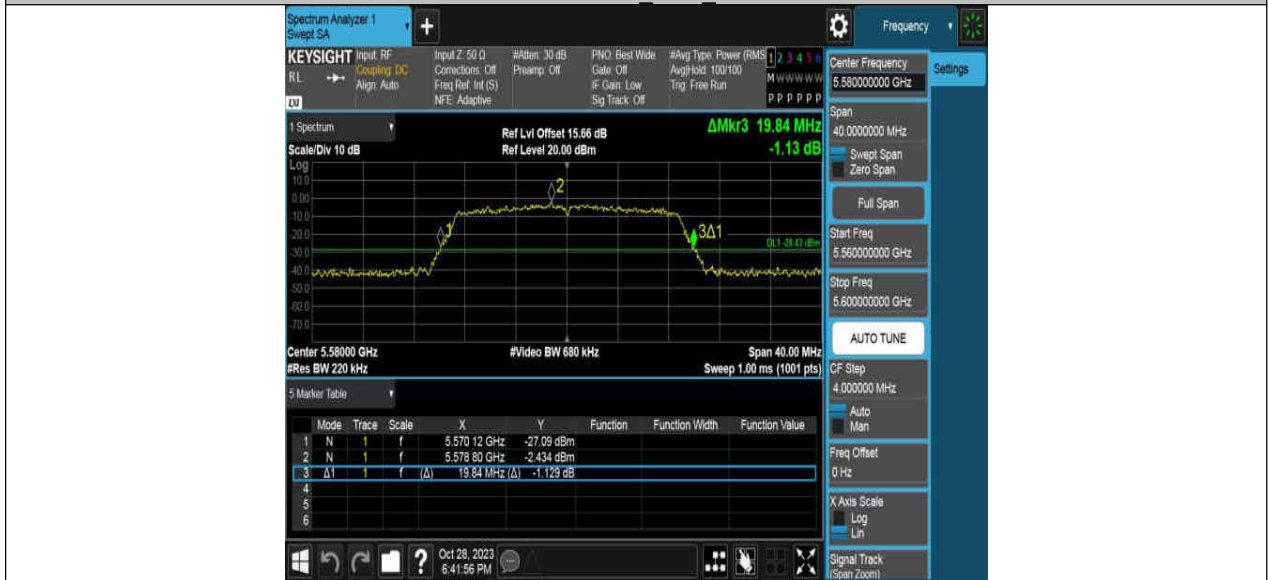 Spectrum Analyzer 1
Swept SA
+
Frequency
KEYSIGHT
RL
LXI
Input: RF
Coupling: DC
Align: Auto
Input Z: 50 Ω
Corrections: Off
Freq Ref: Int (S)
NFE: Adaptive
#Atten: 30 dB
Preamp: Off
PNO: Best Wide
Gate: Off
IF Gain: Low
Sig Track: Off
#Avg Type: Power (RMS
Avg|Hold: 100/100
Trig: Free Run
1 2 3 4 5 6
M W W W W W
P P P P P P
Center Frequency
5.580000000 GHz
Settings
Span
40.0000000 MHz
Swept Span
Zero Span
Full Span
Start Freq
5.560000000 GHz
Stop Freq
5.600000000 GHz
AUTO TUNE
CF Step
4.000000 MHz
Auto
Man
Freq Offset
0 Hz
X Axis Scale
Log
Lin
Signal Track
(Span Zoom)
1 Spectrum
Scale/Div 10 dB
Ref Lvl Offset 15.66 dB
Ref Level 20.00 dBm
ΔMkr3 19.84 MHz
-1.13 dB
Log
10.0
0.00
-10.0
-20.0
-30.0
-40.0
-50.0
-60.0
-70.0
1
2
3Δ1
DL1 -28.43 dBm
Center 5.58000 GHz
#Video BW 680 kHz
Span 40.00 MHz
#Res BW 220 kHz
Sweep 1.00 ms (1001 pts)
5 Marker Table
Mode Trace Scale X Y Function Function Width Function Value
1 N 1 f 5.570 12 GHz -27.09 dBm
2 N 1 f 5.578 80 GHz -2.434 dBm
3 Δ1 1 f (Δ) 19.84 MHz (Δ) -1.129 dB
4
5
6
?
Oct 28, 2023
6:41:56 PM